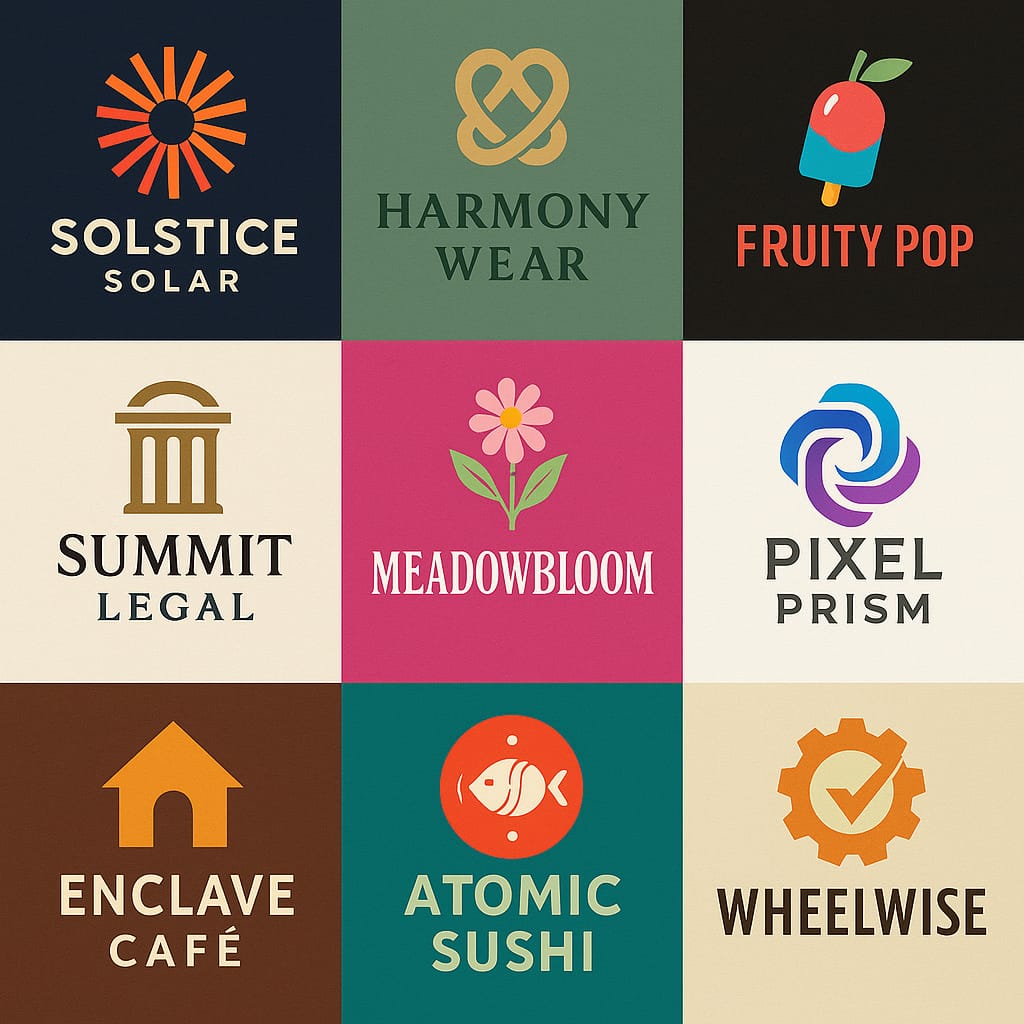 SOLSTICE
SOLAR
HARMONY
WEAR
FRUITY POP
SUMMIT
LEGAL
MEADOWBLOOM
PIXEL
PRISM
ENCLAVE
CAFÉ
ATOMIC
SUSHI
WHEELWISE